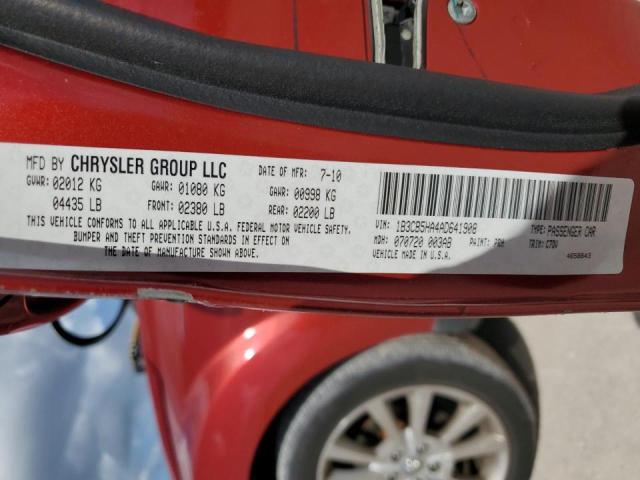 MFD BY CHRYSLER GROUP LLC DATE OF MFR: 7-10
GVWR: 02012 KG GAWR: 01080 KG GAWR: 00998 KG
04435 LB FRONT: 02380 LB REAR: 02200 LB
THIS VEHICLE CONFORMS TO ALL APPLICABLE U.S.A. FEDERAL MOTOR VEHICLE SAFETY,
BUMPER AND THEFT PREVENTION STANDARDS IN EFFECT ON
THE DATE OF MANUFACTURE SHOWN ABOVE.
VIN: 1B3CB5HA4AD641908 TYPE: PASSENGER CAR
MDH: 070720 003AB PAINT: PRH TRIM: C7DV
VEHICLE MADE IN U.S.A. 4658843